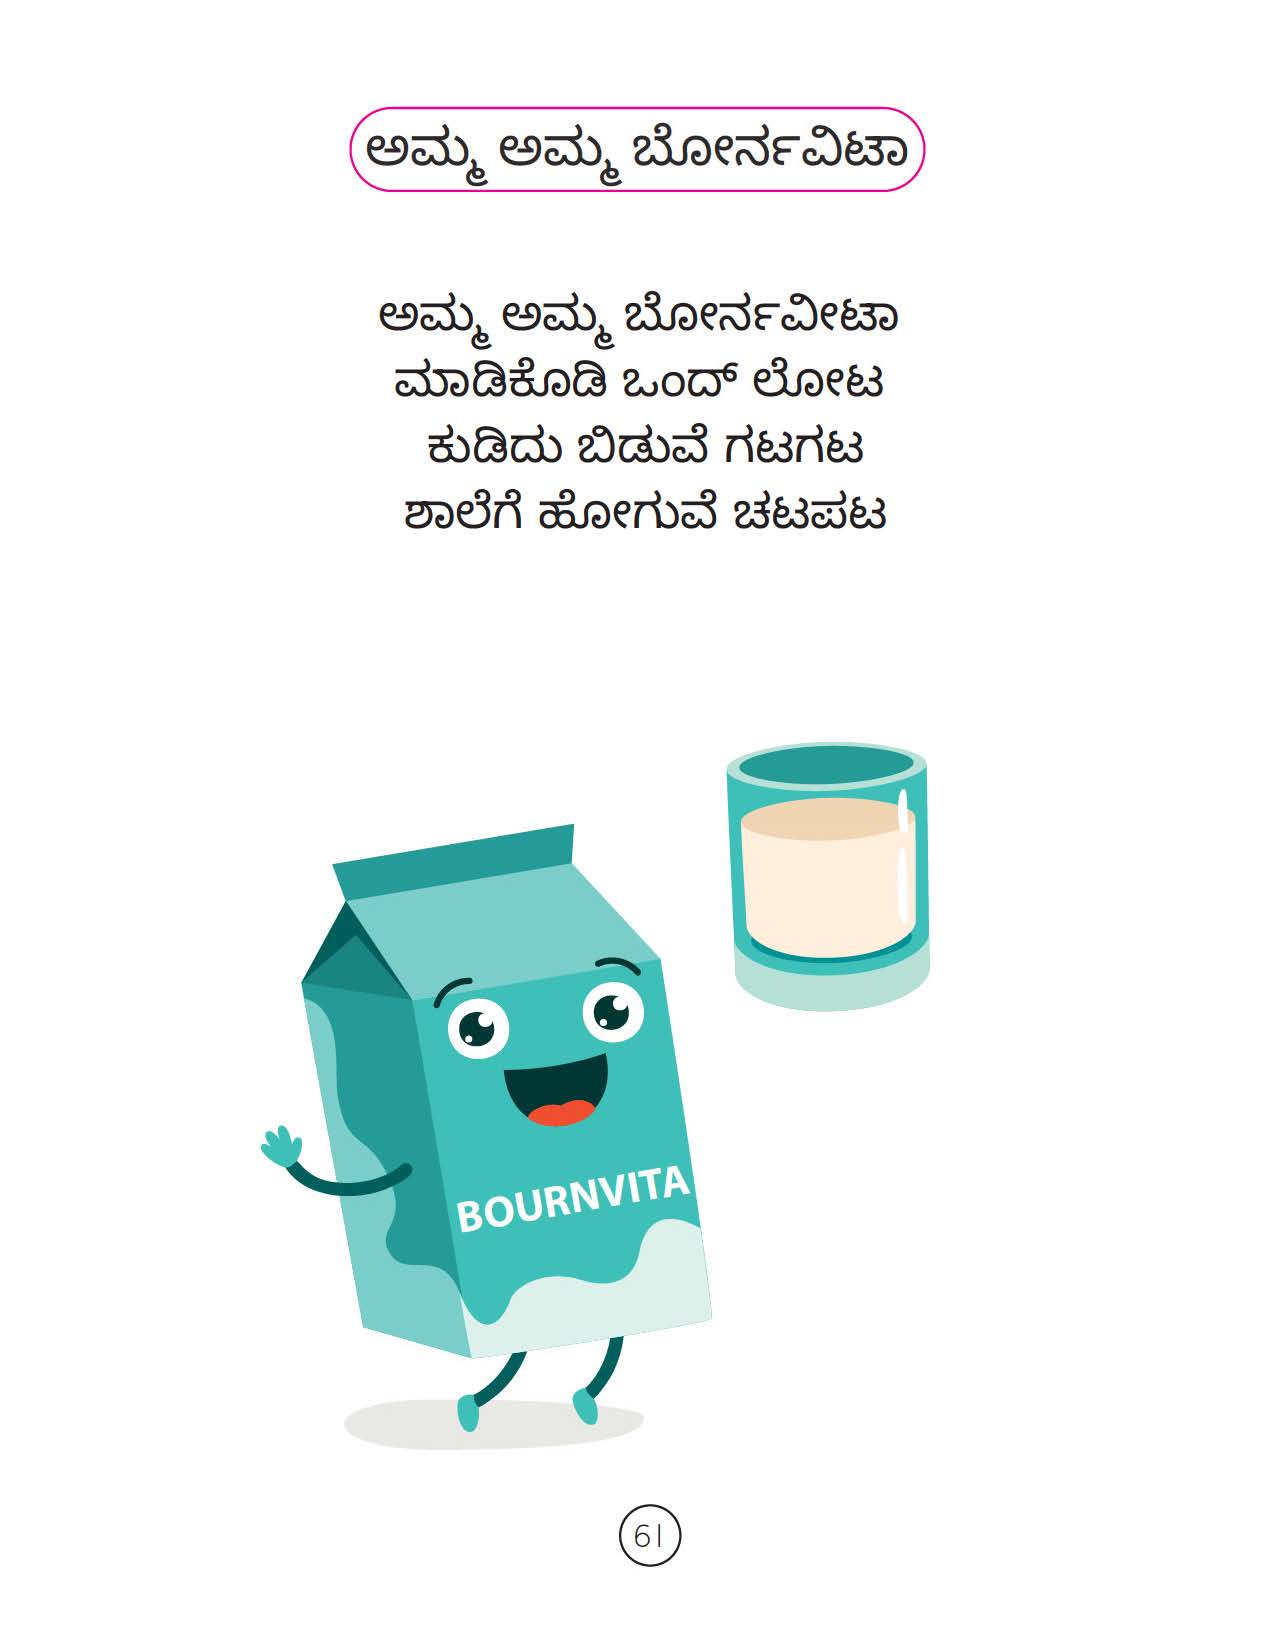 ಅಮ್ಮ ಅಮ್ಮ ಬೋರ್ನವಿಟಾ
ಅಮ್ಮ ಅಮ್ಮ ಬೋರ್ನವೀಟಾ
ಮಾಡಿಕೊಡಿ ಒಂದ್ ಲೋಟ
ಕುಡಿದು ಬಿಡುವೆ ಗಟಗಟ
ಶಾಲೆಗೆ ಹೋಗುವೆ ಚಟಪಟ
BOURNVITA
61